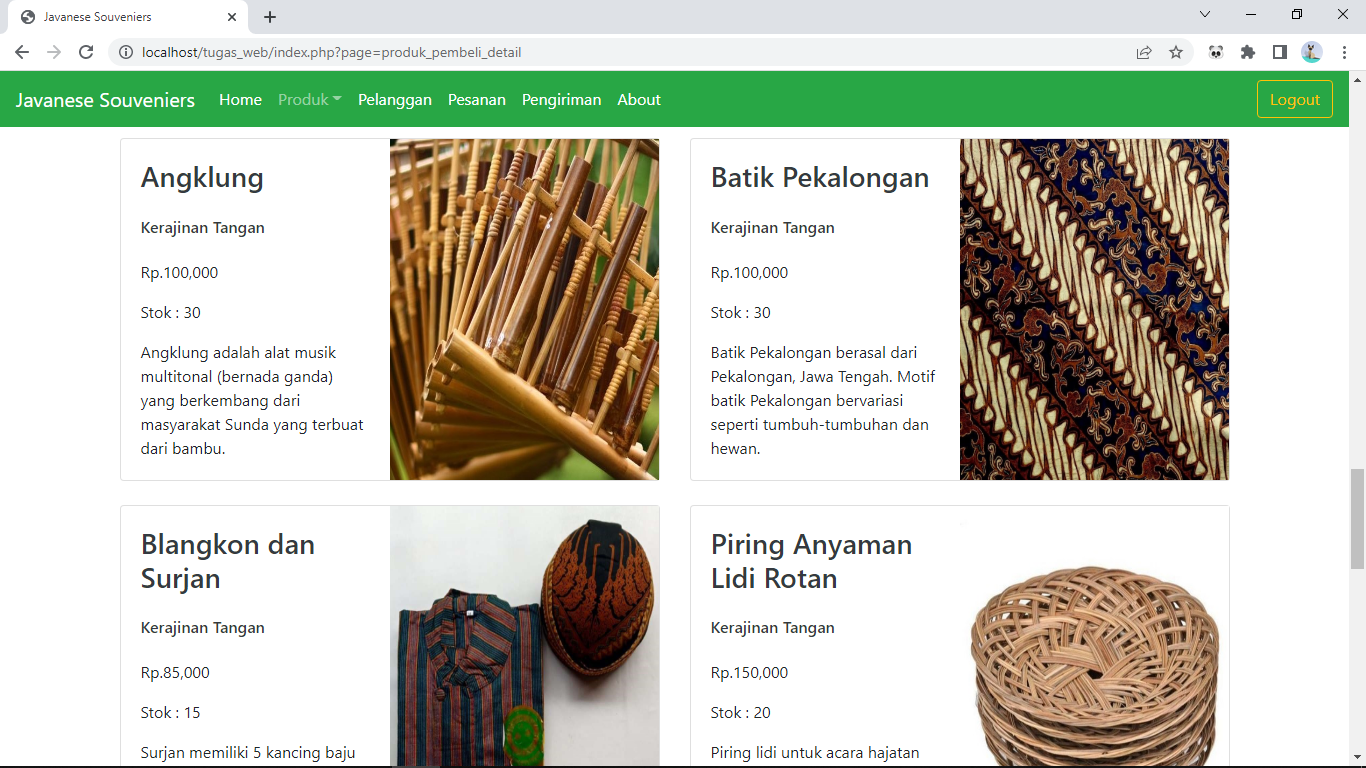 Javanese Souveniers
localhost/tugas_web/index.php?page=produk_pembeli_detail
Javanese Souveniers Home Produk Pelanggan Pesanan Pengiriman About Logout
Angklung
Kerajinan Tangan
Rp.100,000
Stok : 30
Angklung adalah alat musik
multitonal (bernada ganda)
yang berkembang dari
masyarakat Sunda yang terbuat
dari bambu.
Batik Pekalongan
Kerajinan Tangan
Rp.100,000
Stok : 30
Batik Pekalongan berasal dari
Pekalongan, Jawa Tengah. Motif
batik Pekalongan bervariasi
seperti tumbuh-tumbuhan dan
hewan.
Blangkon dan
Surjan
Kerajinan Tangan
Rp.85,000
Stok : 15
Surjan memiliki 5 kancing baju
Piring Anyaman
Lidi Rotan
Kerajinan Tangan
Rp.150,000
Stok : 20
Piring lidi untuk acara hajatan